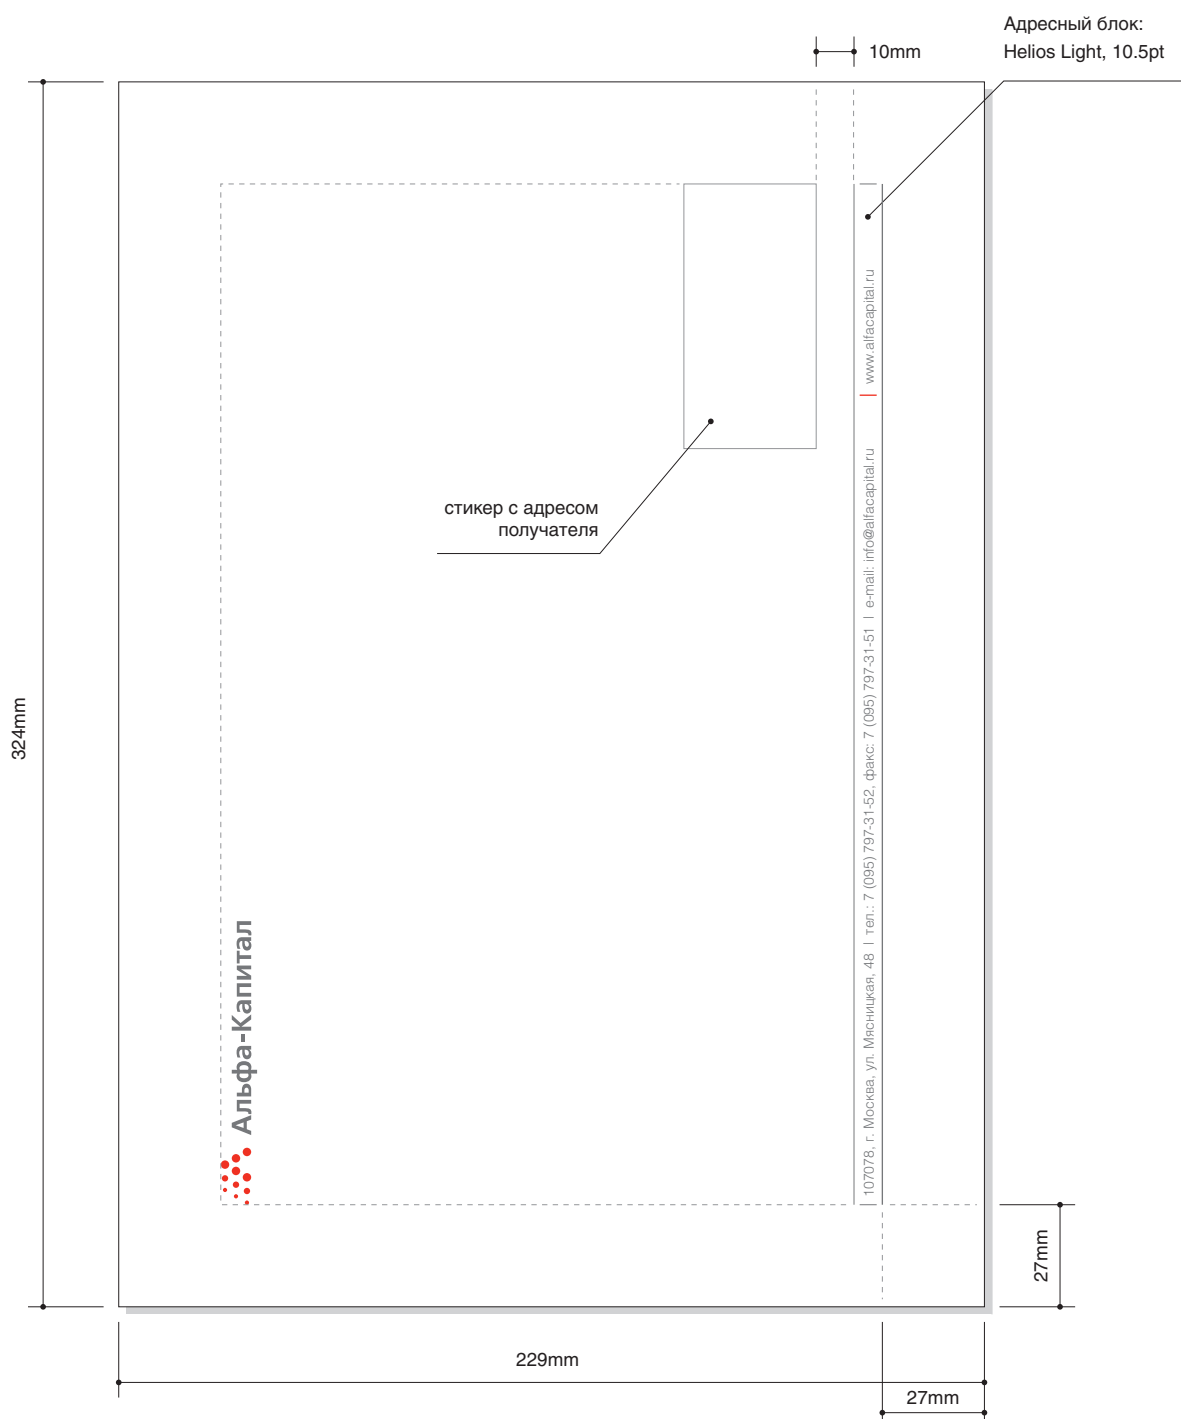 Адресный блок:
Helios Light, 10.5pt
10mm
www.alfacapital.ru
стикер с адресом
получателя
107078, г. Москва, ул. Мясницкая, 48 | тел.: 7 (095) 797-31-52, факс: 7 (095) 797-31-51 | e-mail: info@alfacapital.ru
324mm
Альфа-Капитал
27mm
229mm
27mm